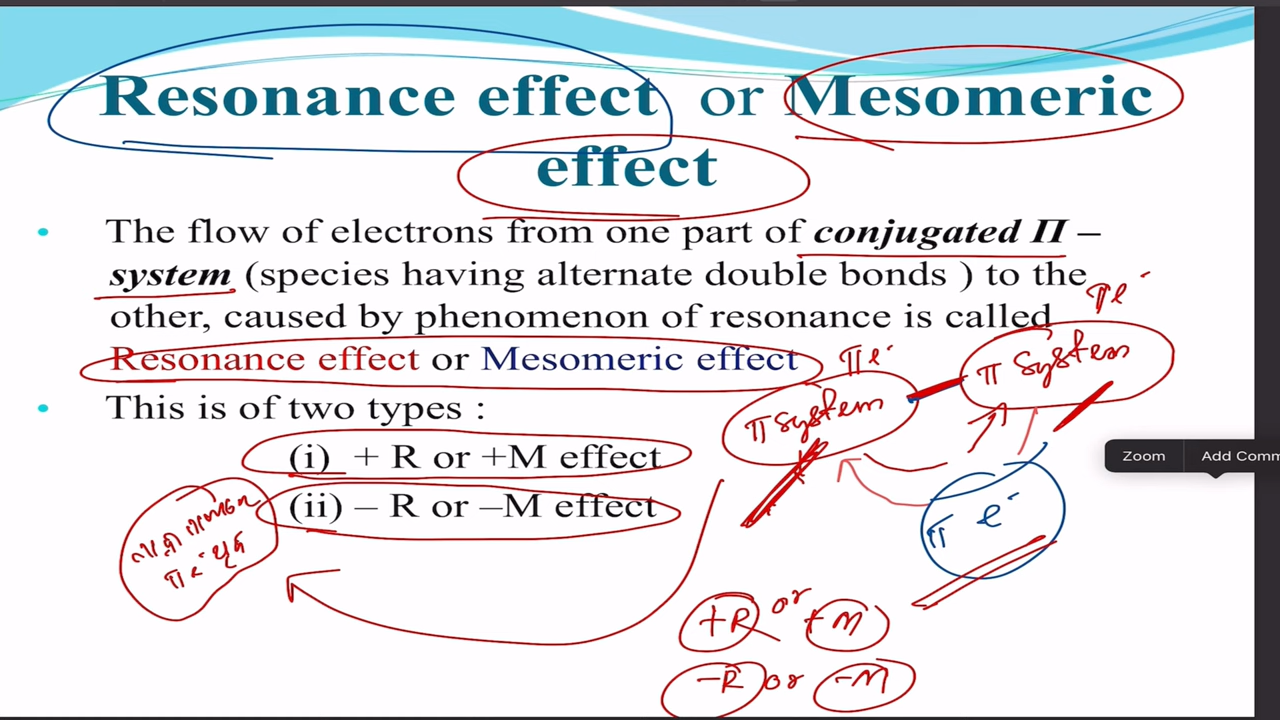 Resonance effect or Mesomeric
effect
• The flow of electrons from one part of conjugated Π –
system (species having alternate double bonds ) to the
other, caused by phenomenon of resonance is called
Resonance effect or Mesomeric effect
• This is of two types :
(i) + R or +M effect
(ii) – R or –M effect
π e⁻
π system
π e⁻
π system
π e⁻
Zoom Add Comm
π e⁻
+R or +M
-R or -M